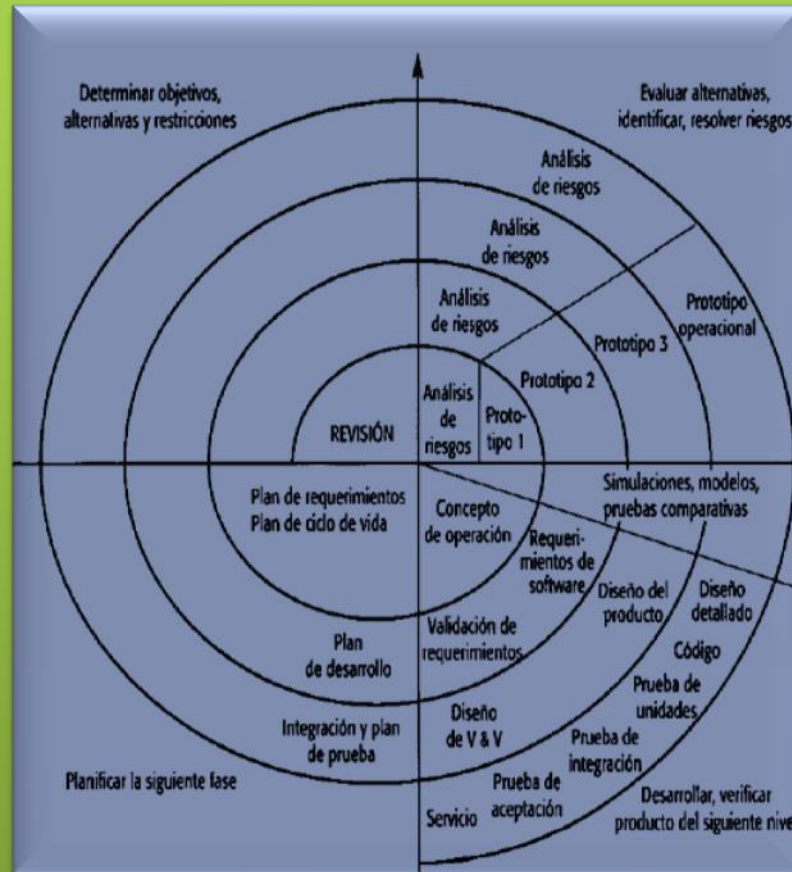 Determinar objetivos,
alternativas y restricciones
Evaluar alternativas,
identificar, resolver riesgos
Análisis
de riesgos
Análisis
de riesgos
Análisis
de riesgos
Análisis
de
riesgos
Proto-
tipo 1
Prototipo 2
Prototipo 3
Prototipo
operacional
REVISIÓN
Plan de requerimientos
Plan de ciclo de vida
Concepto
de operación
Simulaciones, modelos,
pruebas comparativas
Requeri-
mientos de
software
Diseño del
producto
Diseño
detallado
Plan
de desarrollo
Validación de
requerimientos
Código
Prueba de
unidades
Integración y plan
de prueba
Diseño
de V & V
Prueba de
integración
Planificar la siguiente fase
Prueba de
aceptación
Servicio
Desarrollar, verificar
producto del siguiente nive